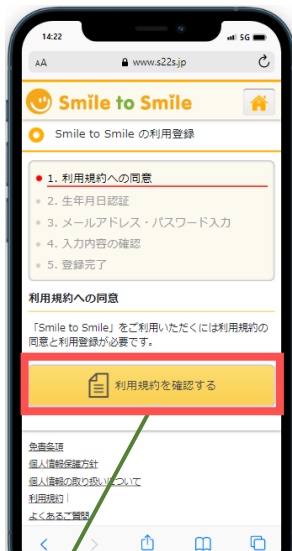 14:22
5G
AA
www.s22s.jp
Smile to Smile
Smile to Smile の利用登録
1. 利用規約への同意
2. 生年月日認証
3. メールアドレス・パスワード入力
4. 入力内容の確認
5. 登録完了
利用規約への同意
「Smile to Smile」をご利用いただくには利用規約の
同意と利用登録が必要です。
利用規約を確認する
免責条項
個人情報保護方針
個人情報の取り扱いについて
利用規約 |
よくあるご質問